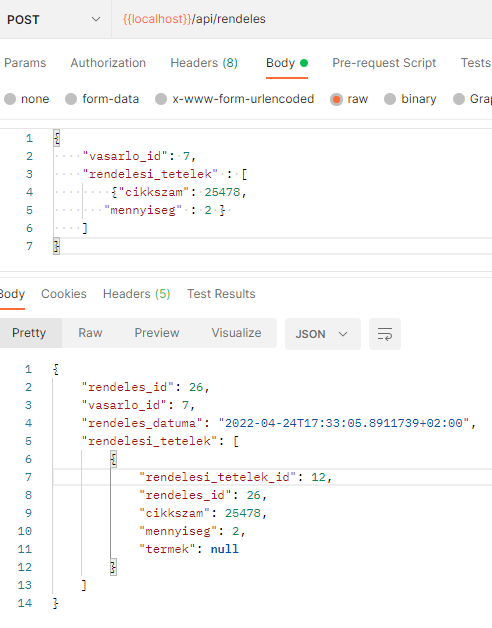 POST {{localhost}}/api/rendeles
Params Authorization Headers (8) Body Pre-request Script Tests
none form-data x-www-form-urlencoded raw binary Gra
1 {
2 "vasarlo_id": 7,
3 "rendelesi_tetelek" : [
4 {"cikkszam": 25478,
5 "mennyiseg" : 2 }
6 ]
7 }
Body Cookies Headers (5) Test Results
Pretty Raw Preview Visualize JSON
1 {
2 "rendeles_id": 26,
3 "vasarlo_id": 7,
4 "rendeles_datuma": "2022-04-24T17:33:05.8911739+02:00",
5 "rendelesi_tetelek": [
6 {
7 "rendelesi_tetelek_id": 12,
8 "rendeles_id": 26,
9 "cikkszam": 25478,
10 "mennyiseg": 2,
11 "termek": null
12 }
13 ]
14 }